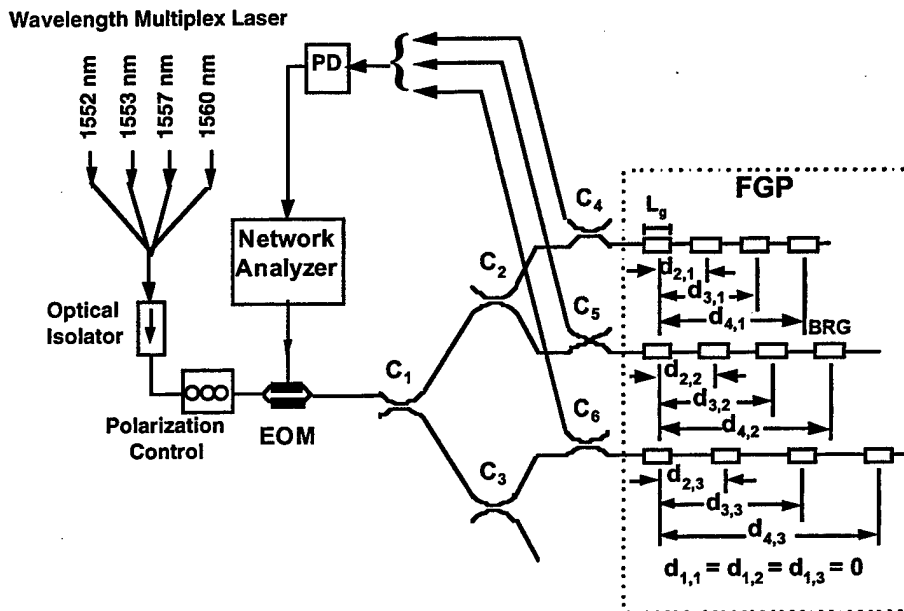 Wavelength Multiplex Laser
1552 nm
1553 nm
1557 nm
1560 nm
PD
{
Network
Analyzer
Optical
Isolator
Polarization
Control
EOM
C₁
C₂
C₃
C₄
C₅
C₆
FGP
L_g
d₂,₁
d₃,₁
d₄,₁
BRG
d₂,₂
d₃,₂
d₄,₂
d₂,₃
d₃,₃
d₄,₃
d₁,₁ = d₁,₂ = d₁,₃ = 0